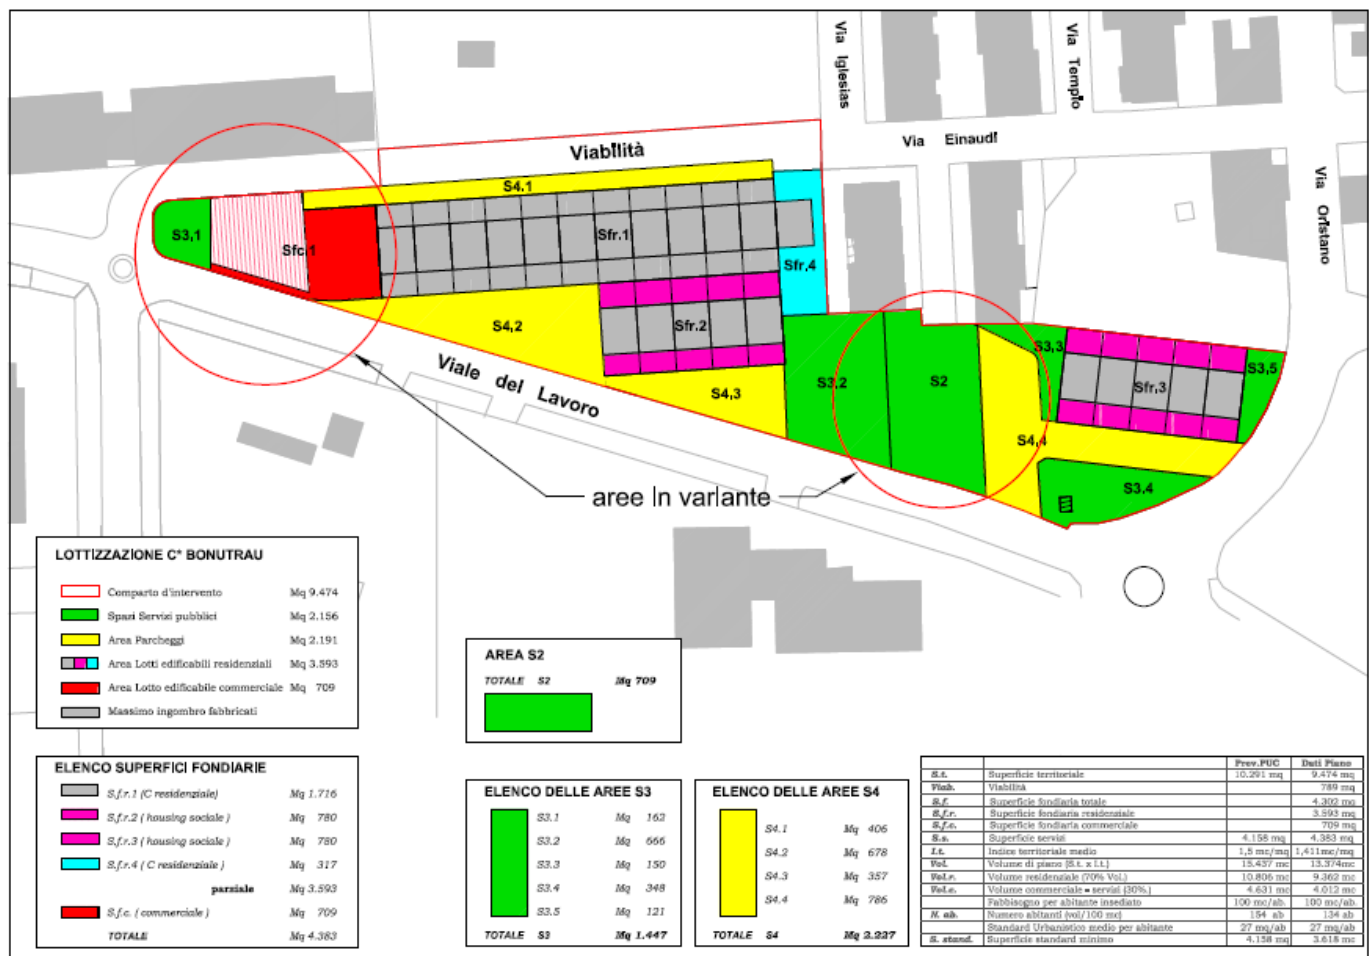 Via Iglesias
Via Tempio
Via Einaudi
Via Oristano
Viabilità
S4.1
S3,1
Sfc,1
Sfr.1
Sfr,4
S4,2
Sfr.2
S4,3
S3,2
S2
S3,3
Sfr,3
S3,5
S4,4
S3,4
Viale del Lavoro
aree in variante
LOTTIZZAZIONE C* BONUTRAU
Comparto d'intervento Mq 9.474
Spazi Servizi pubblici Mq 2.156
Area Parcheggi Mq 2.191
Area Lotti edificabili residenziali Mq 3.593
Area Lotto edificabile commerciale Mq 709
Massimo ingombro fabbricati
ELENCO SUPERFICI FONDIARIE
S.f.r.1 (C residenziale) Mq 1.716
S.f.r.2 ( housing sociale ) Mq 780
S.f.r.3 ( housing sociale ) Mq 780
S.f.r.4 ( C residenziale ) Mq 317
parziale Mq 3.593
S.f.c. ( commerciale ) Mq 709
TOTALE Mq 4.383
AREA S2
TOTALE S2 Mq 709
ELENCO DELLE AREE S3
S3.1 Mq 162
S3.2 Mq 666
S3.3 Mq 150
S3.4 Mq 348
S3.5 Mq 121
TOTALE S3 Mq 1.447
ELENCO DELLE AREE S4
S4.1 Mq 406
S4.2 Mq 678
S4.3 Mq 357
S4.4 Mq 786
TOTALE S4 Mq 2.227
Prev.PUC Dati Piano
S.t. Superficie territoriale 10.291 mq 9.474 mq
Viab. Viabilità 789 mq
S.f. Superficie fondiaria totale 4.302 mq
S.f.r. Superficie fondiaria residenziale 3.593 mq
S.f.c. Superficie fondiaria commerciale 709 mq
S.s. Superficie servizi 4.158 mq 4.383 mq
I.t. Indice territoriale medio 1,5 mc/mq 1,411mc/mq
Vol. Volume di piano (S.t. x I.t.) 15.437 mc 13.374mc
Vol.r. Volume residenziale (70% Vol.) 10.806 mc 9.362 mc
Vol.c. Volume commerciale = servizi (30%.) 4.631 mc 4.012 mc
Fabbisogno per abitante insediato 100 mc/ab. 100 mc/ab.
N. ab. Numero abitanti (vol/100 mc) 154 ab 134 ab
Standard Urbanistico medio per abitante 27 mq/ab 27 mq/ab
S. stand. Superficie standard minimo 4.158 mq 3.618 mc